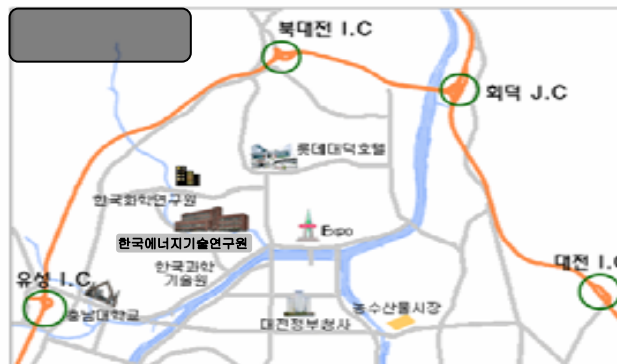 북대전 I.C
회덕 J.C
롯데대덕호텔
한국화학연구원
Expo
한국에너지기술연구원
한국과학
기술원
유성 I.C
대전 I.C
충남대학교
대전정부청사
농수산물시장